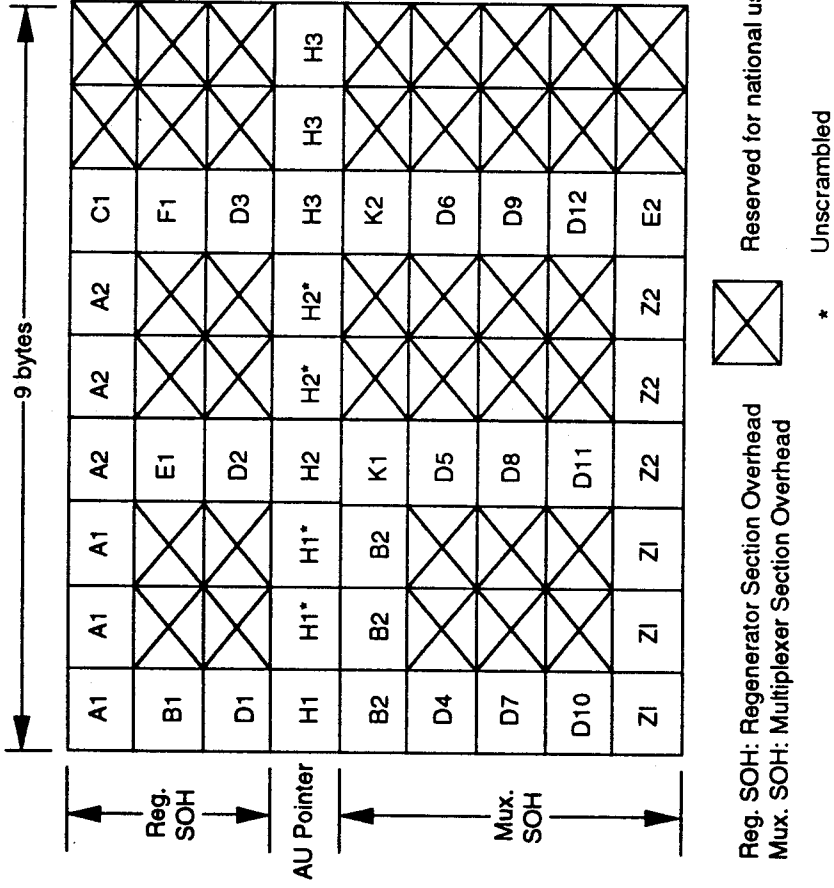 9 bytes
A1 A1 A1 A2 A2 A2 C1
Reg.
SOH
B1 E1 F1
D1 D2 D3
AU Pointer
H1 H1* H1* H2 H2* H2* H3 H3 H3
B2 B2 B2 K1 K2
Mux.
SOH
D4 D5 D6
D7 D8 D9
D10 D11 D12
ZI ZI ZI Z2 Z2 Z2 E2
Reg. SOH: Regenerator Section Overhead
Mux. SOH: Multiplexer Section Overhead
Reserved for national
* Unscrambled